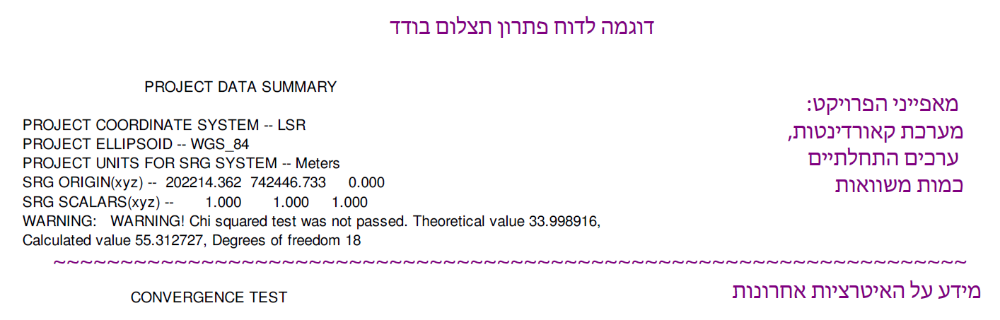 דוגמה לדוח פתרון תצלום בודד
PROJECT DATA SUMMARY
PROJECT COORDINATE SYSTEM -- LSR
PROJECT ELLIPSOID -- WGS_84
PROJECT UNITS FOR SRG SYSTEM -- Meters
SRG ORIGIN(xyz) -- 202214.362 742446.733 0.000
SRG SCALARS(xyz) -- 1.000 1.000 1.000
WARNING: WARNING! Chi squared test was not passed. Theoretical value 33.998916,
Calculated value 55.312727, Degrees of freedom 18
מאפייני הפרויקט:
מערכת קאורדינטות,
ערכים התחלתיים
כמות משוואות
~~~~~~~~~~~~~~~~~~~~~~~~~~~~~~~~~~~~~~~~~~~~~~~~~~~~~~~~~~~~~~~~~~~~
CONVERGENCE TEST
מידע על האיטרציות אחרונות